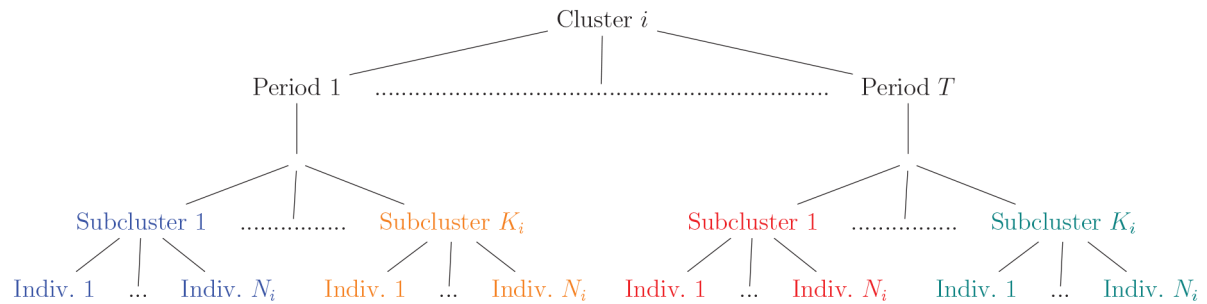 Cluster i
Period 1 ........ Period T
Subcluster 1 ........ Subcluster K_i Subcluster 1 ........ Subcluster K_i
Indiv. 1 ... Indiv. N_i Indiv. 1 ... Indiv. N_i Indiv. 1 ... Indiv. N_i Indiv. 1 ... Indiv. N_i